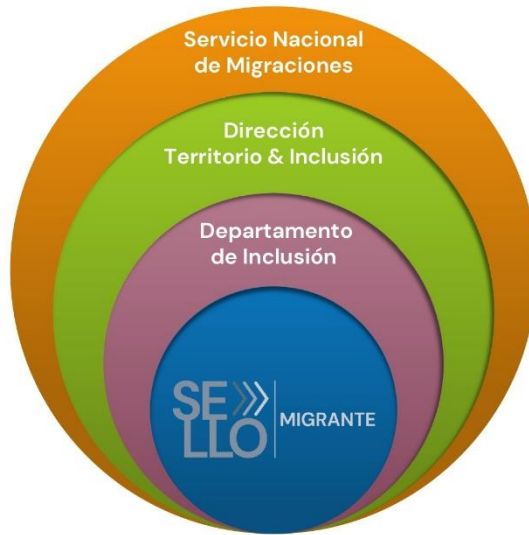 Servicio Nacional
de Migraciones
Dirección
Territorio & Inclusión
Departamento
de Inclusión
SE
LLO
MIGRANTE